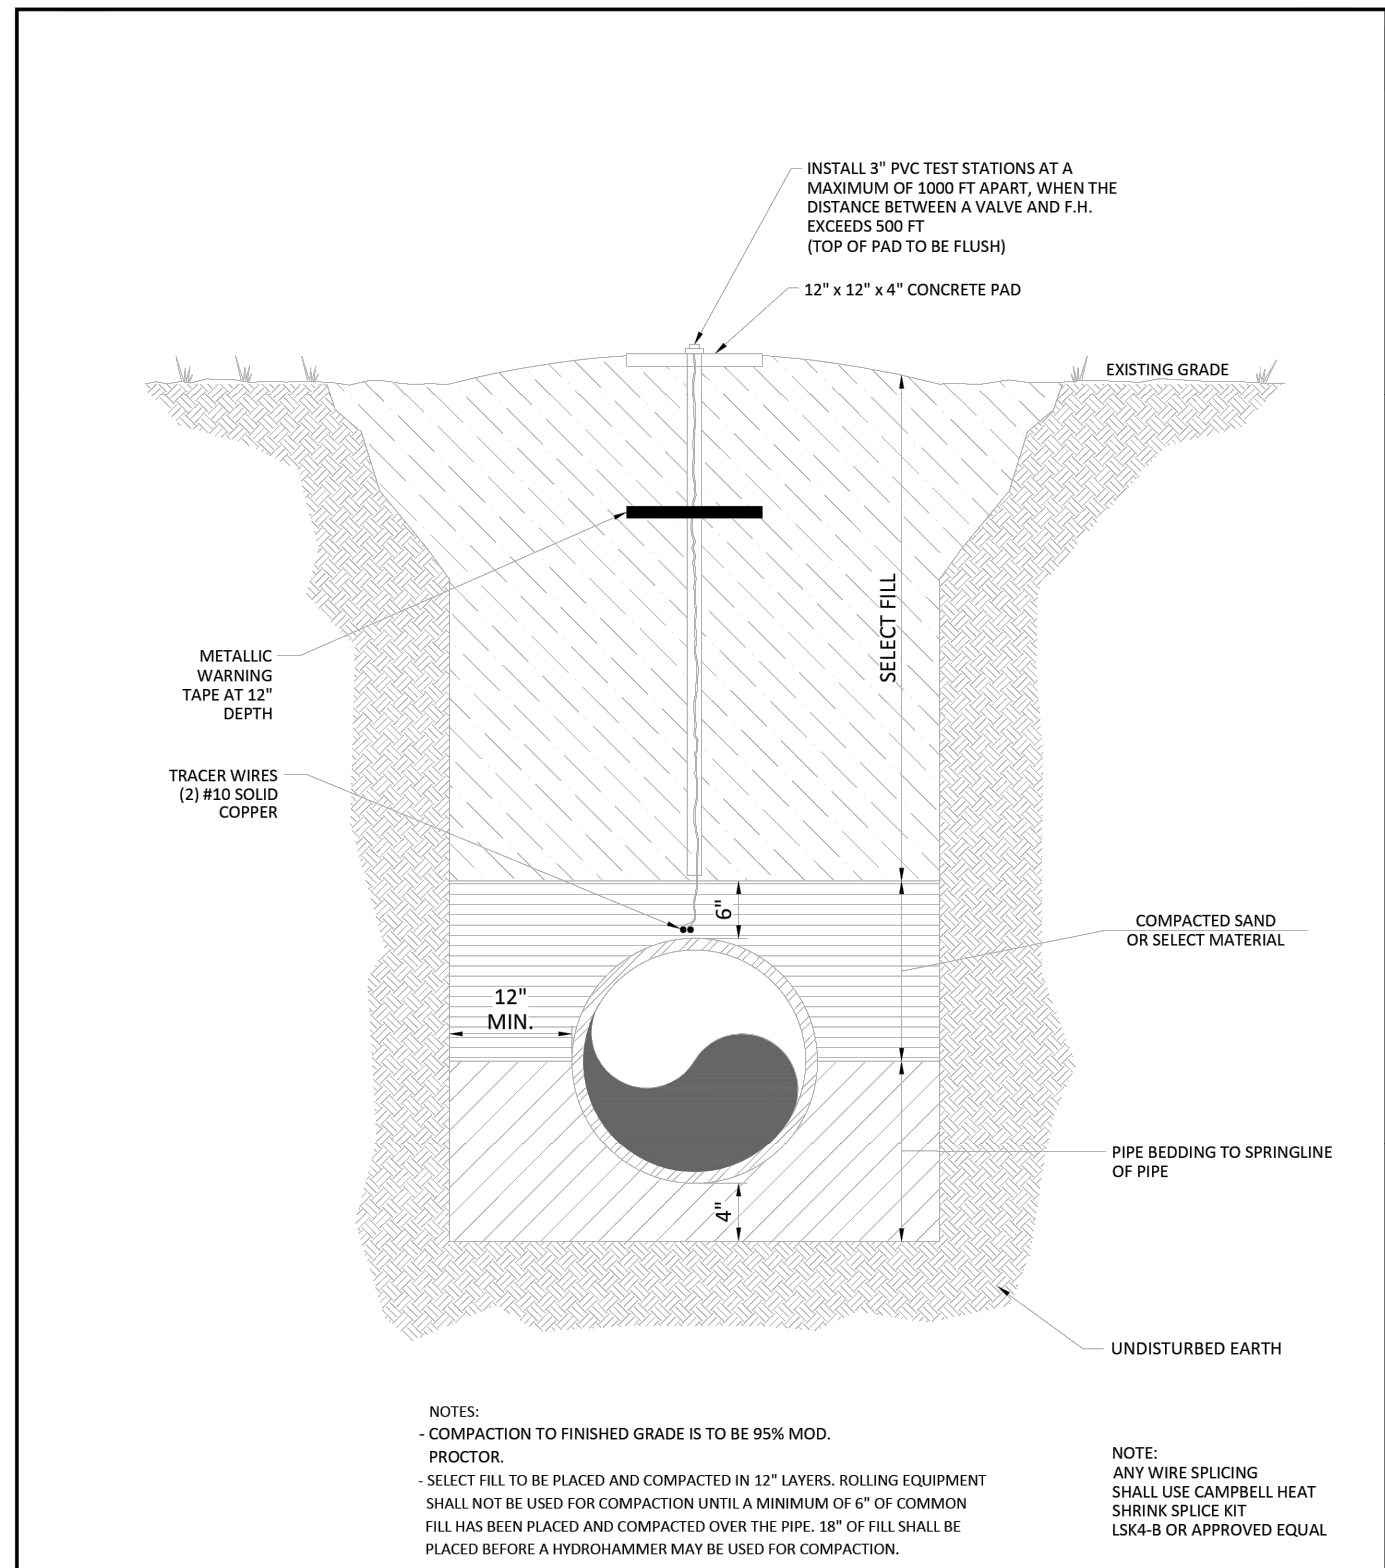 INSTALL 3" PVC TEST STATIONS AT A
MAXIMUM OF 1000 FT APART, WHEN THE
DISTANCE BETWEEN A VALVE AND F.H.
EXCEEDS 500 FT
(TOP OF PAD TO BE FLUSH)
12" x 12" x 4" CONCRETE PAD
EXISTING GRADE
SELECT FILL
METALLIC
WARNING
TAPE AT 12"
DEPTH
TRACER WIRES
(2) #10 SOLID
COPPER
6"
COMPACTED SAND
OR SELECT MATERIAL
12"
MIN.
PIPE BEDDING TO SPRINGLINE
OF PIPE
4"
UNDISTURBED EARTH
NOTES:
- COMPACTION TO FINISHED GRADE IS TO BE 95% MOD.
PROCTOR.
- SELECT FILL TO BE PLACED AND COMPACTED IN 12" LAYERS. ROLLING EQUIPMENT
SHALL NOT BE USED FOR COMPACTION UNTIL A MINIMUM OF 6" OF COMMON
FILL HAS BEEN PLACED AND COMPACTED OVER THE PIPE. 18" OF FILL SHALL BE
PLACED BEFORE A HYDROHAMMER MAY BE USED FOR COMPACTION.
NOTE:
ANY WIRE SPLICING
SHALL USE CAMPBELL HEAT
SHRINK SPLICE KIT
LSK4-B OR APPROVED EQUAL